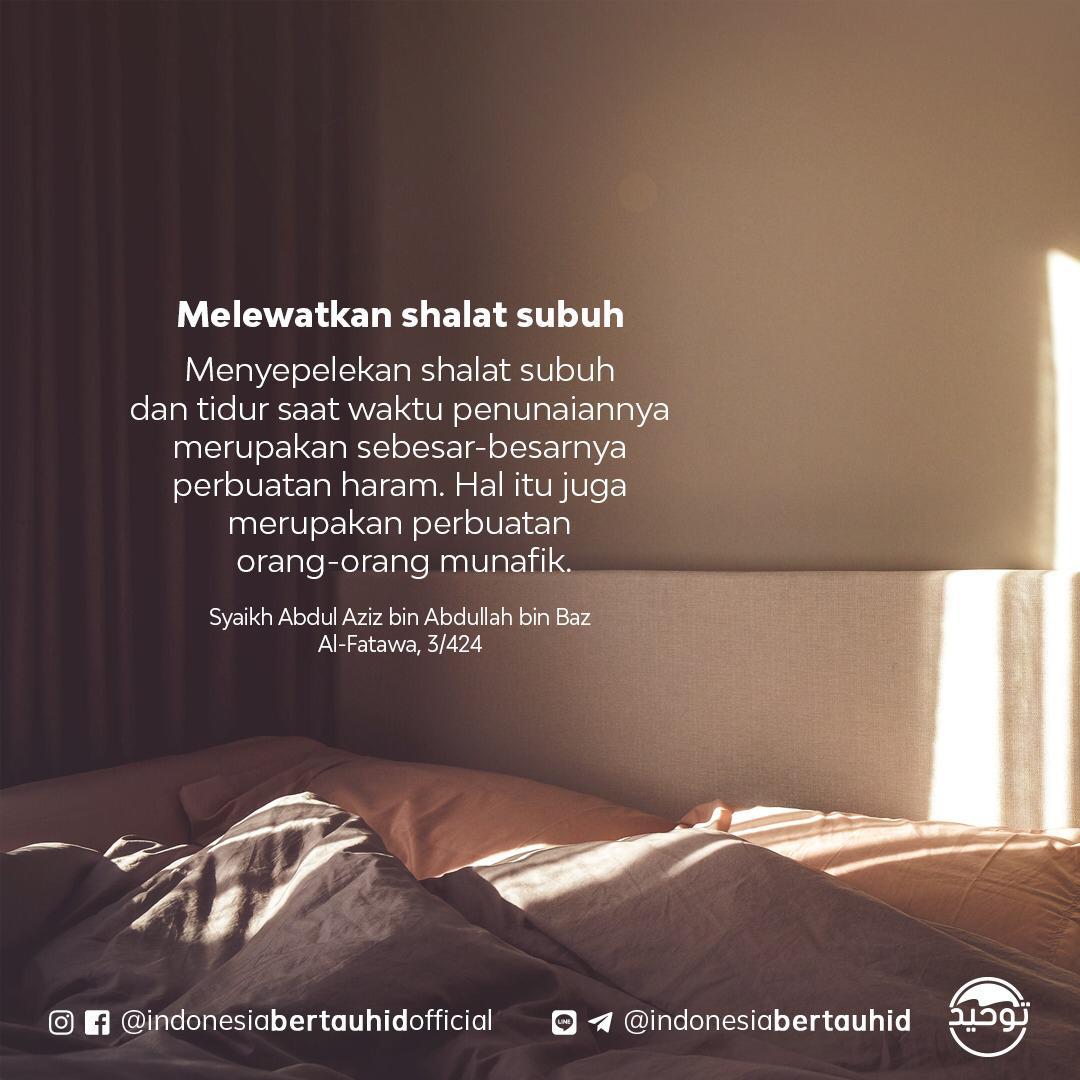 Melewatkan shalat subuh
Menyepelekan shalat subuh
dan tidur saat waktu penunaiannya
merupakan sebesar-besarnya
perbuatan haram. Hal itu juga
merupakan perbuatan
orang-orang munafik.
Syaikh Abdul Aziz bin Abdullah bin Baz
Al-Fatawa, 3/424
@indonesiabertauhidofficial
LINE
@indonesiabertauhid
توحيد